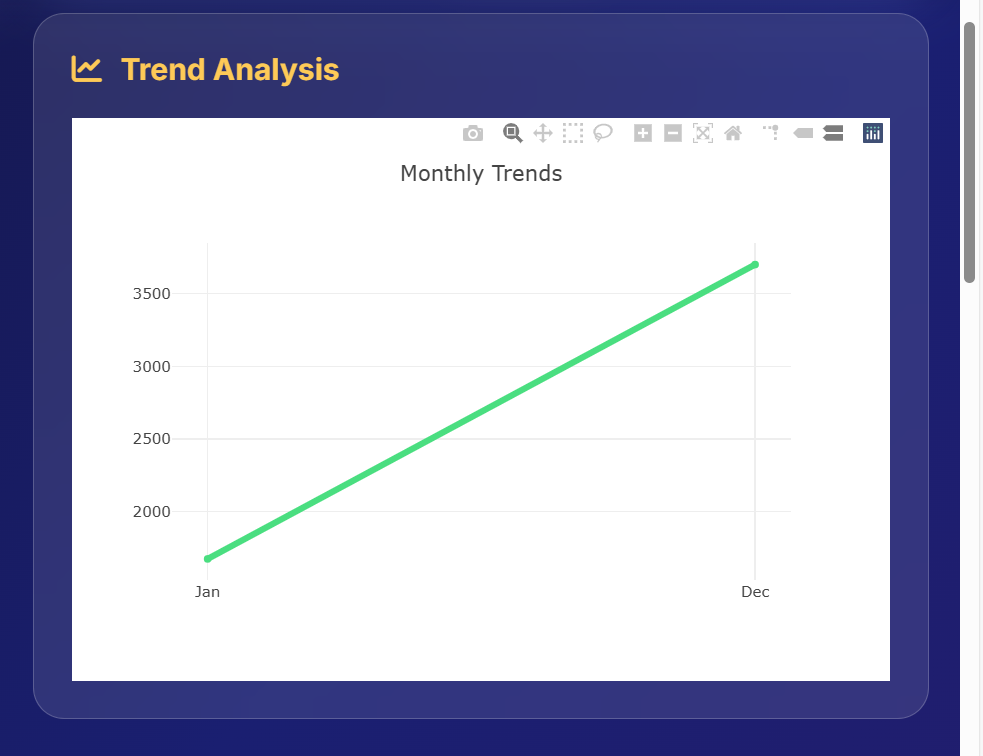 Trend Analysis
Monthly Trends
3500
3000
2500
2000
Jan
Dec